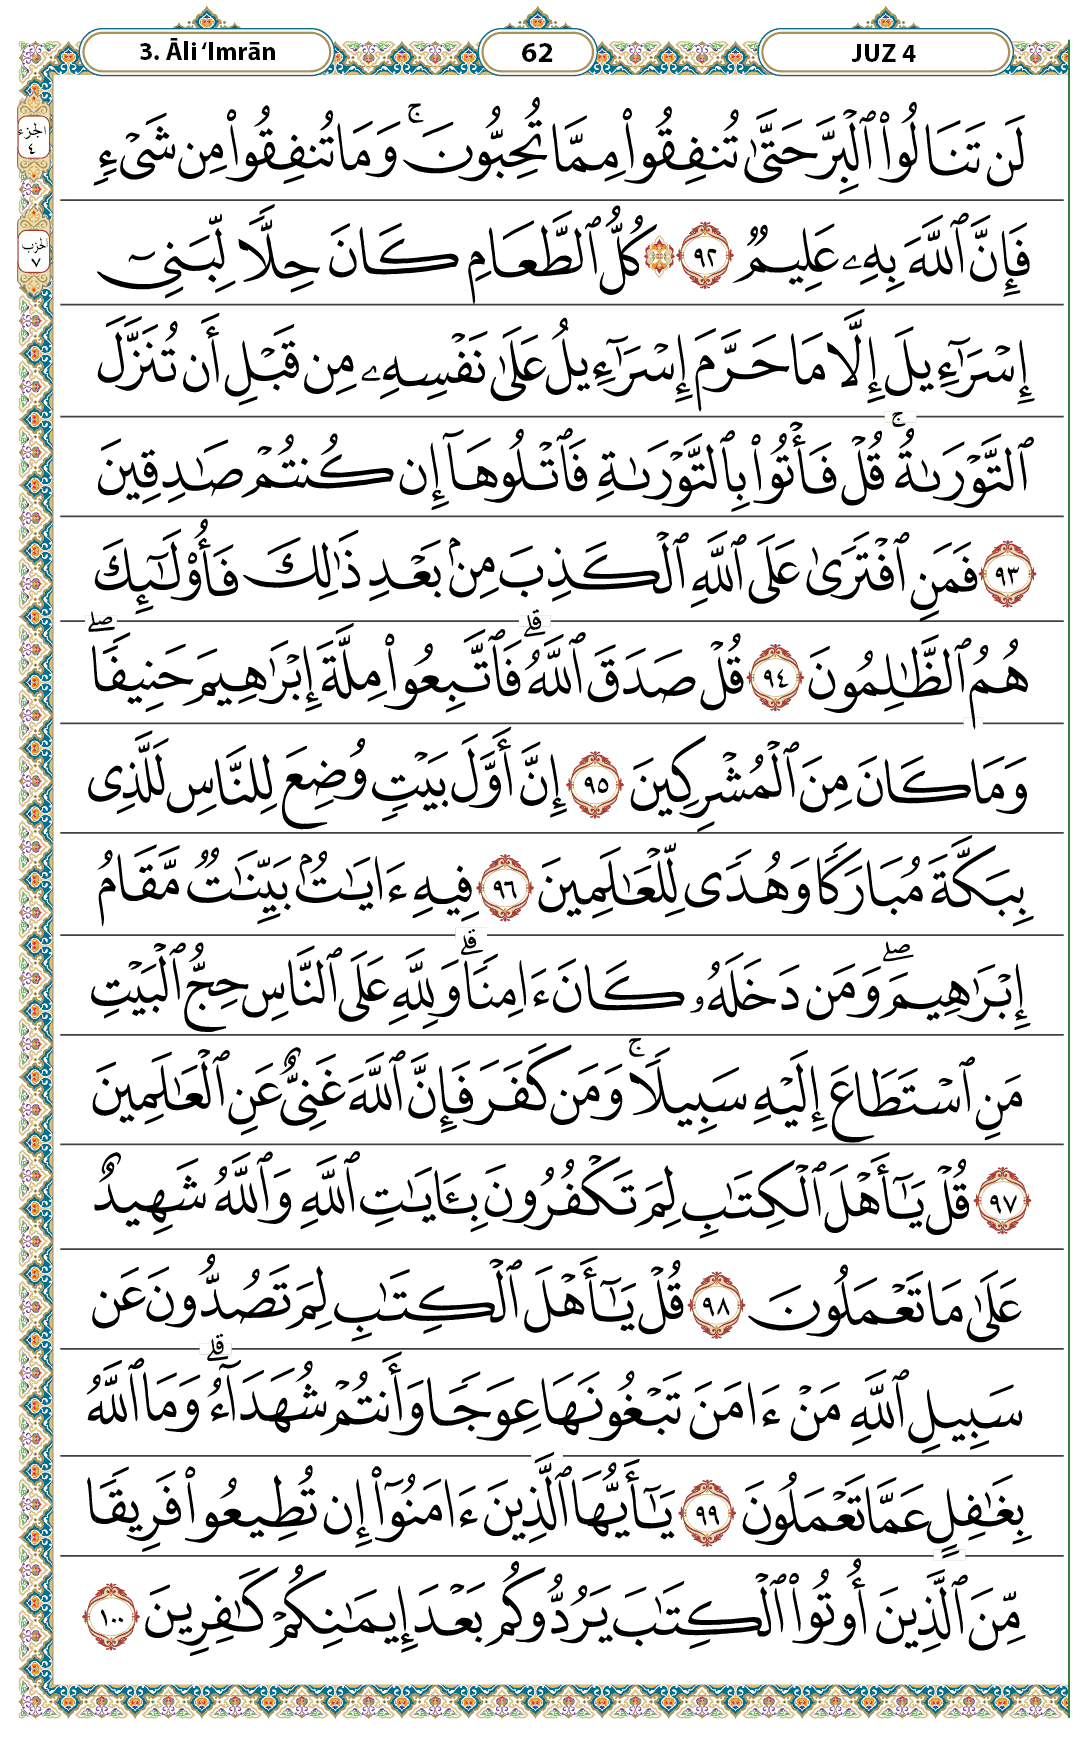 3. Āli ‘Imrān
62
JUZ 4
الجزء
٤
الحزب
٧
لَن تَنَالُوا۟ ٱلْبِرَّ حَتَّىٰ تُنفِقُوا۟ مِمَّا تُحِبُّونَ ۚ وَمَا تُنفِقُوا۟ مِن شَىْءٍ
فَإِنَّ ٱللَّهَ بِهِۦ عَلِيمٌ ٩٢ ۞ كُلُّ ٱلطَّعَامِ كَانَ حِلًّا لِّبَنِىٓ
إِسْرَٰٓءِيلَ إِلَّا مَا حَرَّمَ إِسْرَٰٓءِيلُ عَلَىٰ نَفْسِهِۦ مِن قَبْلِ أَن تُنَزَّلَ
ٱلتَّوْرَىٰةُ ۚ قُلْ فَأْتُوا۟ بِٱلتَّوْرَىٰةِ فَٱتْلُوهَآ إِن كُنتُمْ صَـٰدِقِينَ
٩٣ فَمَنِ ٱفْتَرَىٰ عَلَى ٱللَّهِ ٱلْكَذِبَ مِنۢ بَعْدِ ذَٰلِكَ فَأُو۟لَـٰٓئِكَ
هُمُ ٱلظَّـٰلِمُونَ ٩٤ قُلْ صَدَقَ ٱللَّهُ ۗ فَٱتَّبِعُوا۟ مِلَّةَ إِبْرَٰهِيمَ حَنِيفًا ۖ
وَمَا كَانَ مِنَ ٱلْمُشْرِكِينَ ٩٥ إِنَّ أَوَّلَ بَيْتٍ وُضِعَ لِلنَّاسِ لَلَّذِى
بِبَكَّةَ مُبَارَكًا وَهُدًى لِّلْعَـٰلَمِينَ ٩٦ فِيهِ ءَايَـٰتٌۢ بَيِّنَـٰتٌ مَّقَامُ
إِبْرَٰهِيمَ ۖ وَمَن دَخَلَهُۥ كَانَ ءَامِنًا ۗ وَلِلَّهِ عَلَى ٱلنَّاسِ حِجُّ ٱلْبَيْتِ
مَنِ ٱسْتَطَاعَ إِلَيْهِ سَبِيلًا ۚ وَمَن كَفَرَ فَإِنَّ ٱللَّهَ غَنِىٌّ عَنِ ٱلْعَـٰلَمِينَ
٩٧ قُلْ يَـٰٓأَهْلَ ٱلْكِتَـٰبِ لِمَ تَكْفُرُونَ بِـَٔايَـٰتِ ٱللَّهِ وَٱللَّهُ شَهِيدٌ
عَلَىٰ مَا تَعْمَلُونَ ٩٨ قُلْ يَـٰٓأَهْلَ ٱلْكِتَـٰبِ لِمَ تَصُدُّونَ عَن
سَبِيلِ ٱللَّهِ مَنْ ءَامَنَ تَبْغُونَهَا عِوَجًا وَأَنتُمْ شُهَدَآءُ ۗ وَمَا ٱللَّهُ
بِغَـٰفِلٍ عَمَّا تَعْمَلُونَ ٩٩ يَـٰٓأَيُّهَا ٱلَّذِينَ ءَامَنُوٓا۟ إِن تُطِيعُوا۟ فَرِيقًا
مِّنَ ٱلَّذِينَ أُوتُوا۟ ٱلْكِتَـٰبَ يَرُدُّوكُم بَعْدَ إِيمَـٰنِكُمْ كَـٰفِرِينَ ١٠٠